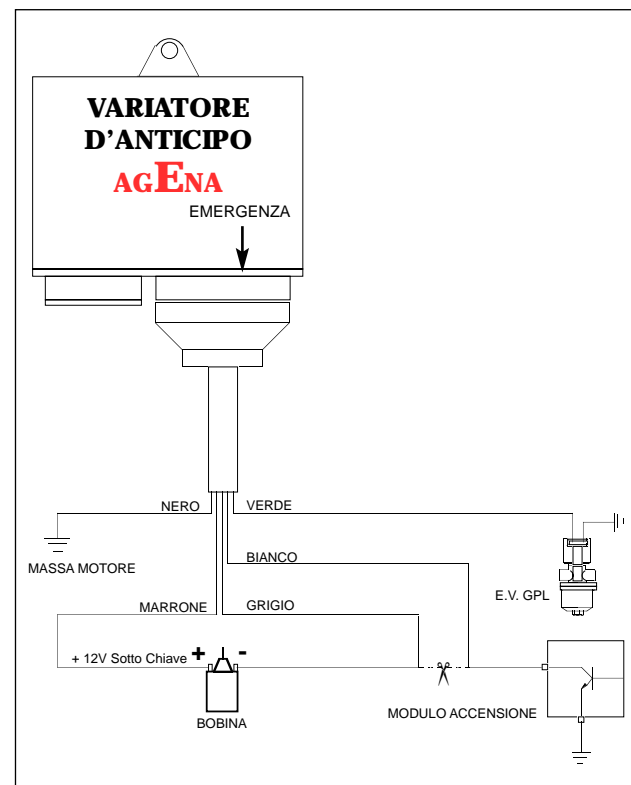 VARIATORE
D'ANTICIPO
AGENA
EMERGENZA
NERO
VERDE
MASSA MOTORE
BIANCO
E.V. GPL
MARRONE
GRIGIO
+ 12V Sotto Chiave
+
-
BOBINA
MODULO ACCENSIONE